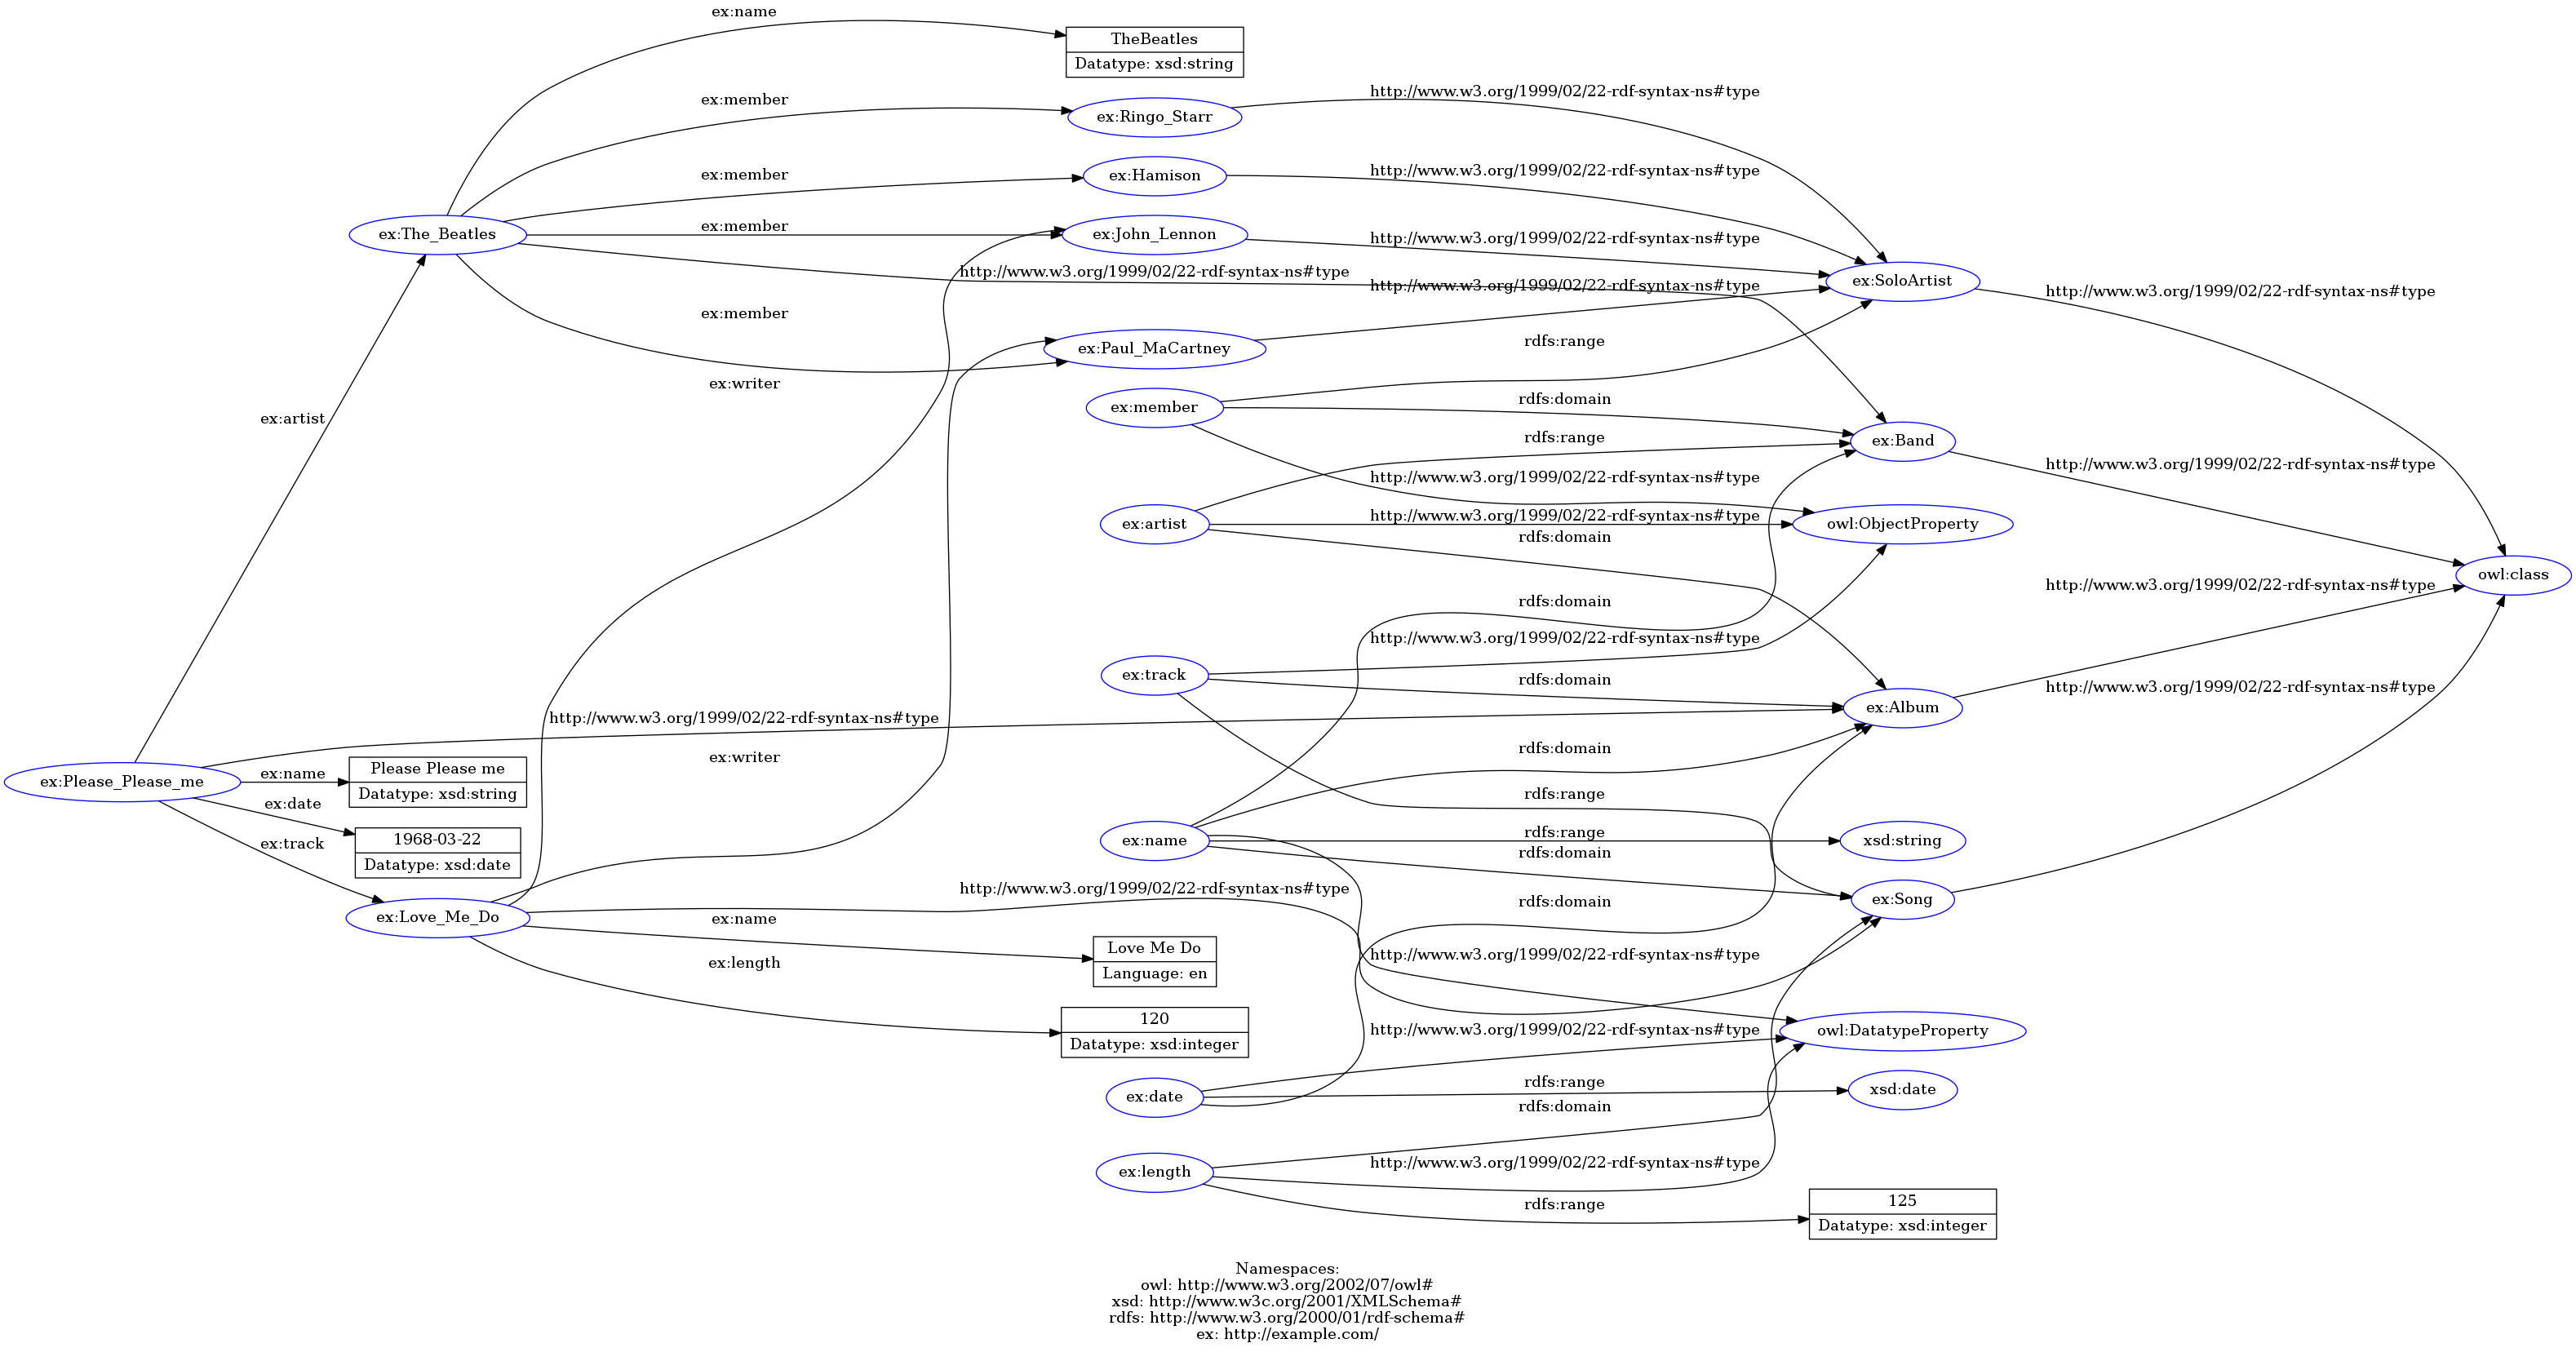 ex:name
TheBeatles
Datatype: xsd:string
ex:member
http://www.w3.org/1999/02/22-rdf-syntax-ns#type
ex:Ringo_Starr
ex:member
http://www.w3.org/1999/02/22-rdf-syntax-ns#type
ex:Hamison
ex:The_Beatles
ex:member
ex:John_Lennon
http://www.w3.org/1999/02/22-rdf-syntax-ns#type
http://www.w3.org/1999/02/22-rdf-syntax-ns#type
ex:SoloArtist
http://www.w3.org/1999/02/22-rdf-syntax-ns#type
http://www.w3.org/1999/02/22-rdf-syntax-ns#type
ex:member
ex:Paul_MaCartney
rdfs:range
ex:writer
ex:member
rdfs:domain
ex:artist
rdfs:range
ex:Band
http://www.w3.org/1999/02/22-rdf-syntax-ns#type
http://www.w3.org/1999/02/22-rdf-syntax-ns#type
ex:artist
http://www.w3.org/1999/02/22-rdf-syntax-ns#type
owl:ObjectProperty
rdfs:domain
owl:class
http://www.w3.org/1999/02/22-rdf-syntax-ns#type
rdfs:domain
http://www.w3.org/1999/02/22-rdf-syntax-ns#type
ex:track
rdfs:domain
http://www.w3.org/1999/02/22-rdf-syntax-ns#type
ex:Album
http://www.w3.org/1999/02/22-rdf-syntax-ns#type
rdfs:domain
ex:writer
ex:Please_Please_me
ex:name
Please Please me
Datatype: xsd:string
ex:date
rdfs:range
1968-03-22
Datatype: xsd:date
ex:track
ex:name
rdfs:range
xsd:string
rdfs:domain
http://www.w3.org/1999/02/22-rdf-syntax-ns#type
ex:Song
rdfs:domain
ex:Love_Me_Do
ex:name
Love Me Do
Language: en
http://www.w3.org/1999/02/22-rdf-syntax-ns#type
ex:length
120
Datatype: xsd:integer
http://www.w3.org/1999/02/22-rdf-syntax-ns#type
owl:DatatypeProperty
ex:date
rdfs:range
xsd:date
rdfs:domain
ex:length
http://www.w3.org/1999/02/22-rdf-syntax-ns#type
rdfs:range
125
Datatype: xsd:integer
Namespaces:
owl: http://www.w3.org/2002/07/owl#
xsd: http://www.w3c.org/2001/XMLSchema#
rdfs: http://www.w3.org/2000/01/rdf-schema#
ex: http://example.com/